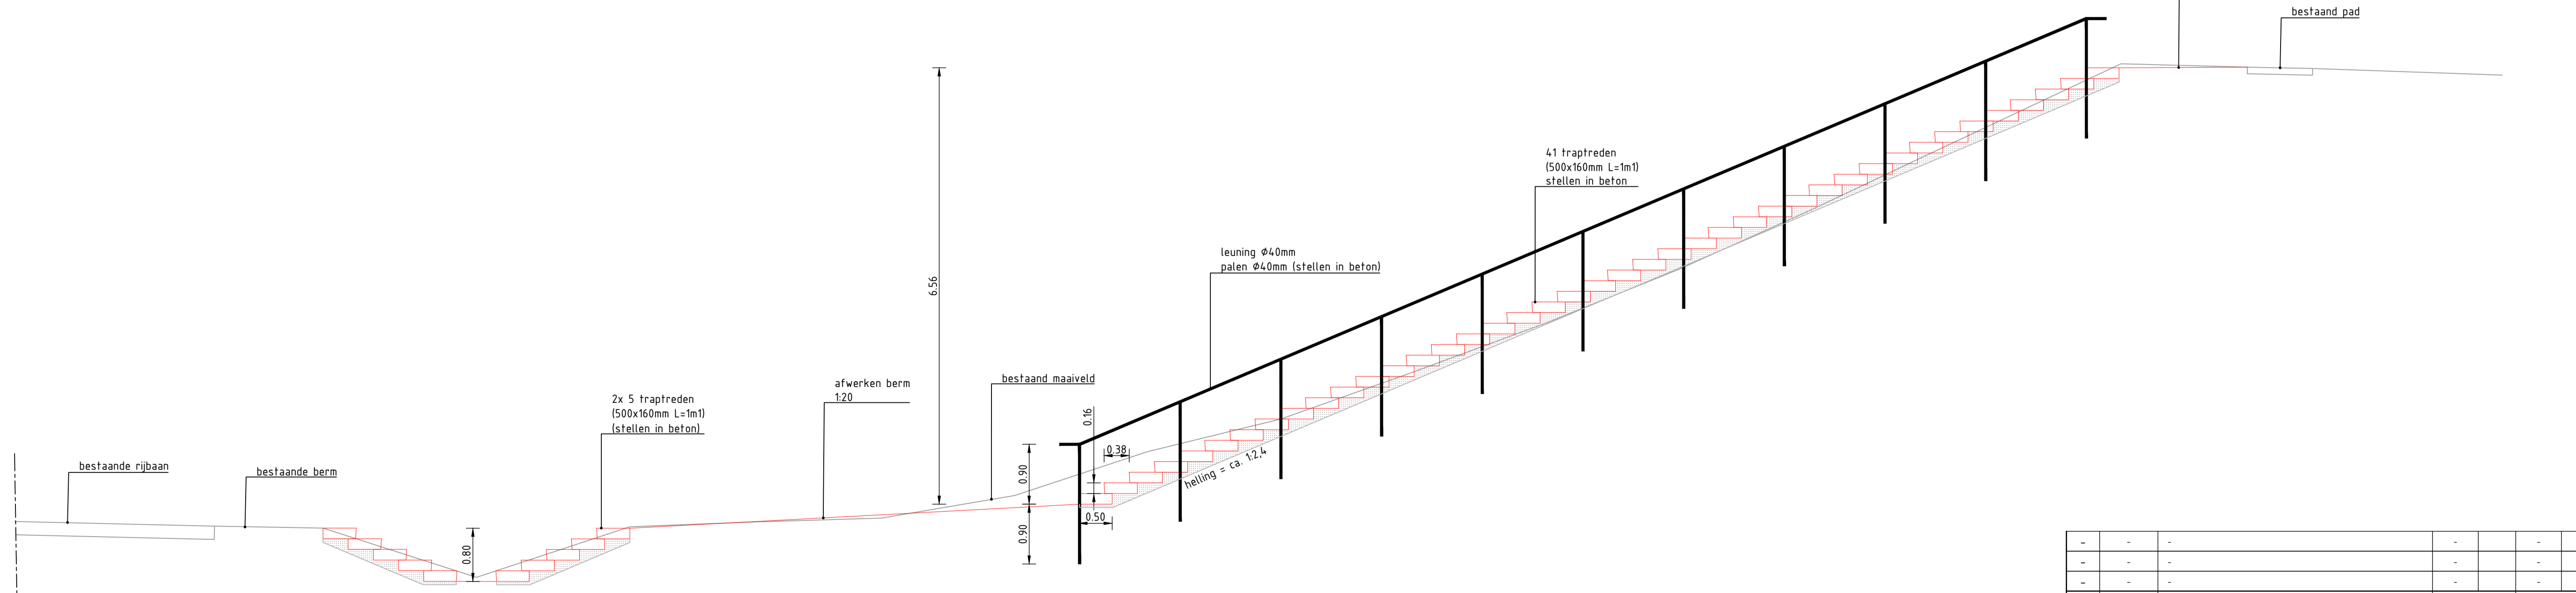 bestaand pad
41 traptreden
(500x160mm L=1m1)
stellen in beton
leuning Ø40mm
palen Ø40mm (stellen in beton)
6.56
bestaand maaiveld
afwerken berm
1:20
2x 5 traptreden
(500x160mm L=1m1)
(stellen in beton)
0.16
0.38
0.90
helling = ca. 1:2,4
bestaande rijbaan
bestaande berm
0.50
0.90
0.80
- - - - -
- - - - -
- - - - -